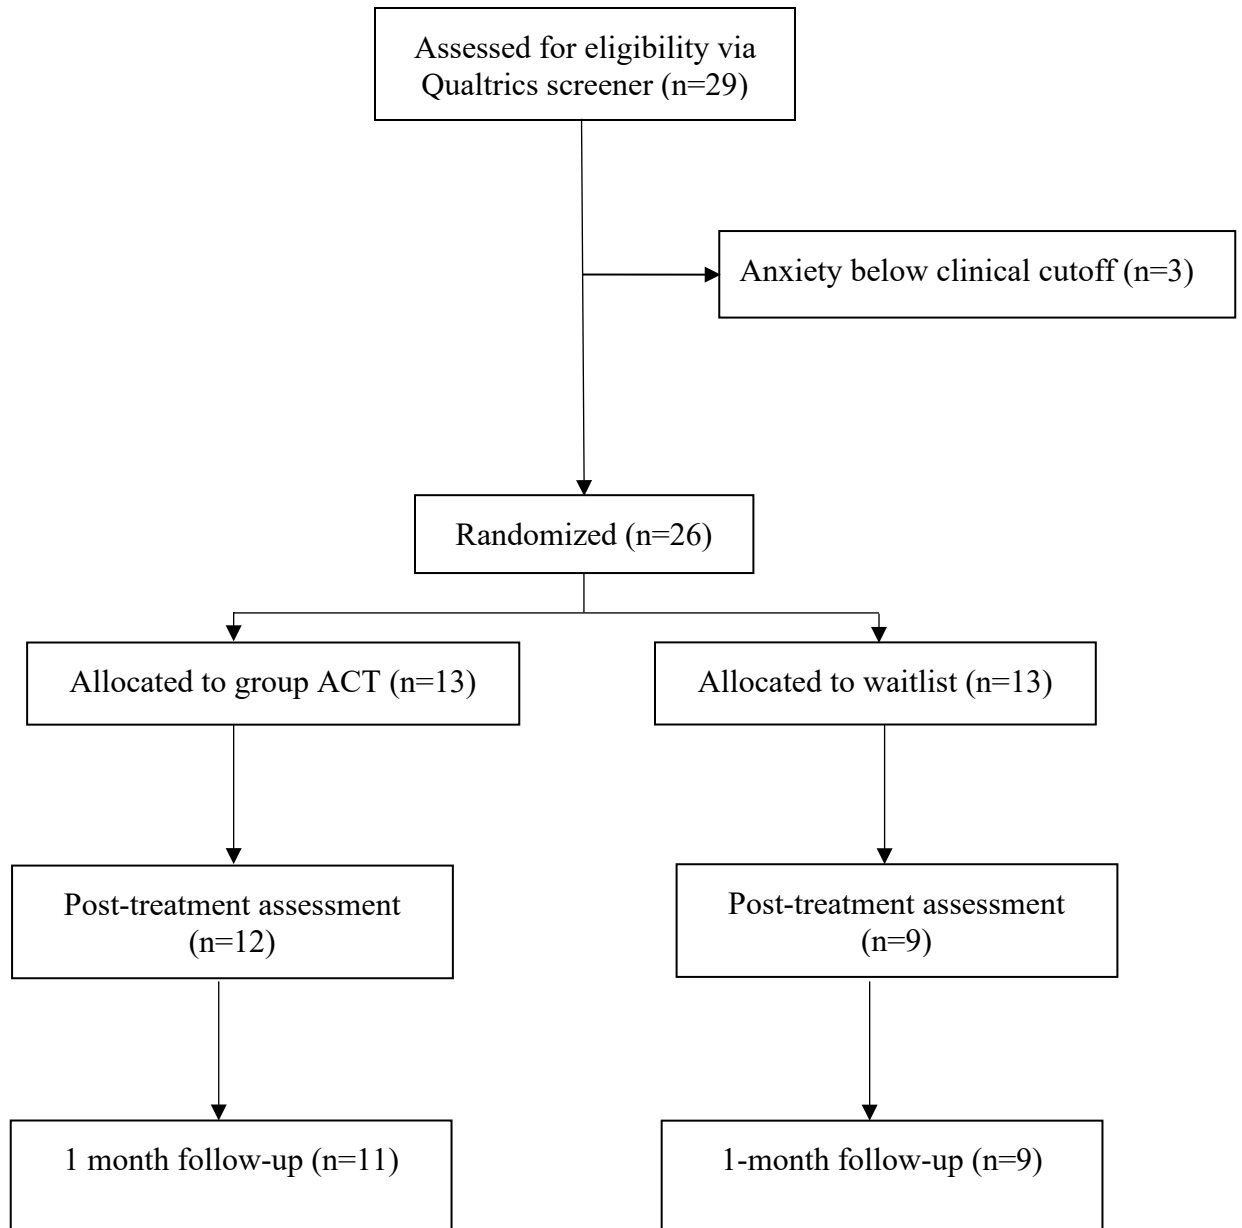 Assessed for eligibility via
Qualtrics screener (n=29)
Anxiety below clinical cutoff (n=3)
Randomized (n=26)
Allocated to group ACT (n=13)
Allocated to waitlist (n=13)
Post-treatment assessment
(n=12)
Post-treatment assessment
(n=9)
1 month follow-up (n=11)
1-month follow-up (n=9)